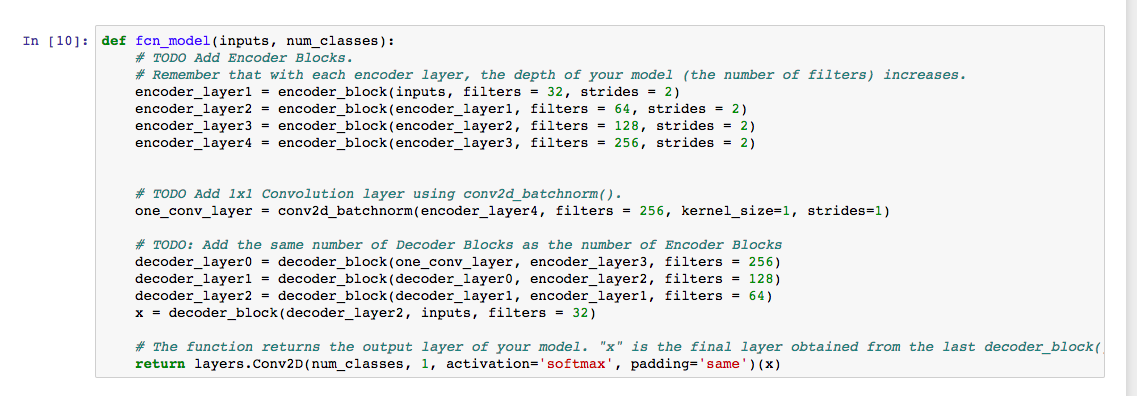 In [10]: def fcn_model(inputs, num_classes):
    # TODO Add Encoder Blocks.
    # Remember that with each encoder layer, the depth of your model (the number of filters) increases.
    encoder_layer1 = encoder_block(inputs, filters = 32, strides = 2)
    encoder_layer2 = encoder_block(encoder_layer1, filters = 64, strides = 2)
    encoder_layer3 = encoder_block(encoder_layer2, filters = 128, strides = 2)
    encoder_layer4 = encoder_block(encoder_layer3, filters = 256, strides = 2)
    # TODO Add 1x1 Convolution layer using conv2d_batchnorm().
    one_conv_layer = conv2d_batchnorm(encoder_layer4, filters = 256, kernel_size=1, strides=1)
    # TODO: Add the same number of Decoder Blocks as the number of Encoder Blocks
    decoder_layer0 = decoder_block(one_conv_layer, encoder_layer3, filters = 256)
    decoder_layer1 = decoder_block(decoder_layer0, encoder_layer2, filters = 128)
    decoder_layer2 = decoder_block(decoder_layer1, encoder_layer1, filters = 64)
    x = decoder_block(decoder_layer2, inputs, filters = 32)
    # The function returns the output layer of your model. "x" is the final layer obtained from the last decoder_block(
    return layers.Conv2D(num_classes, 1, activation='softmax', padding='same')(x)